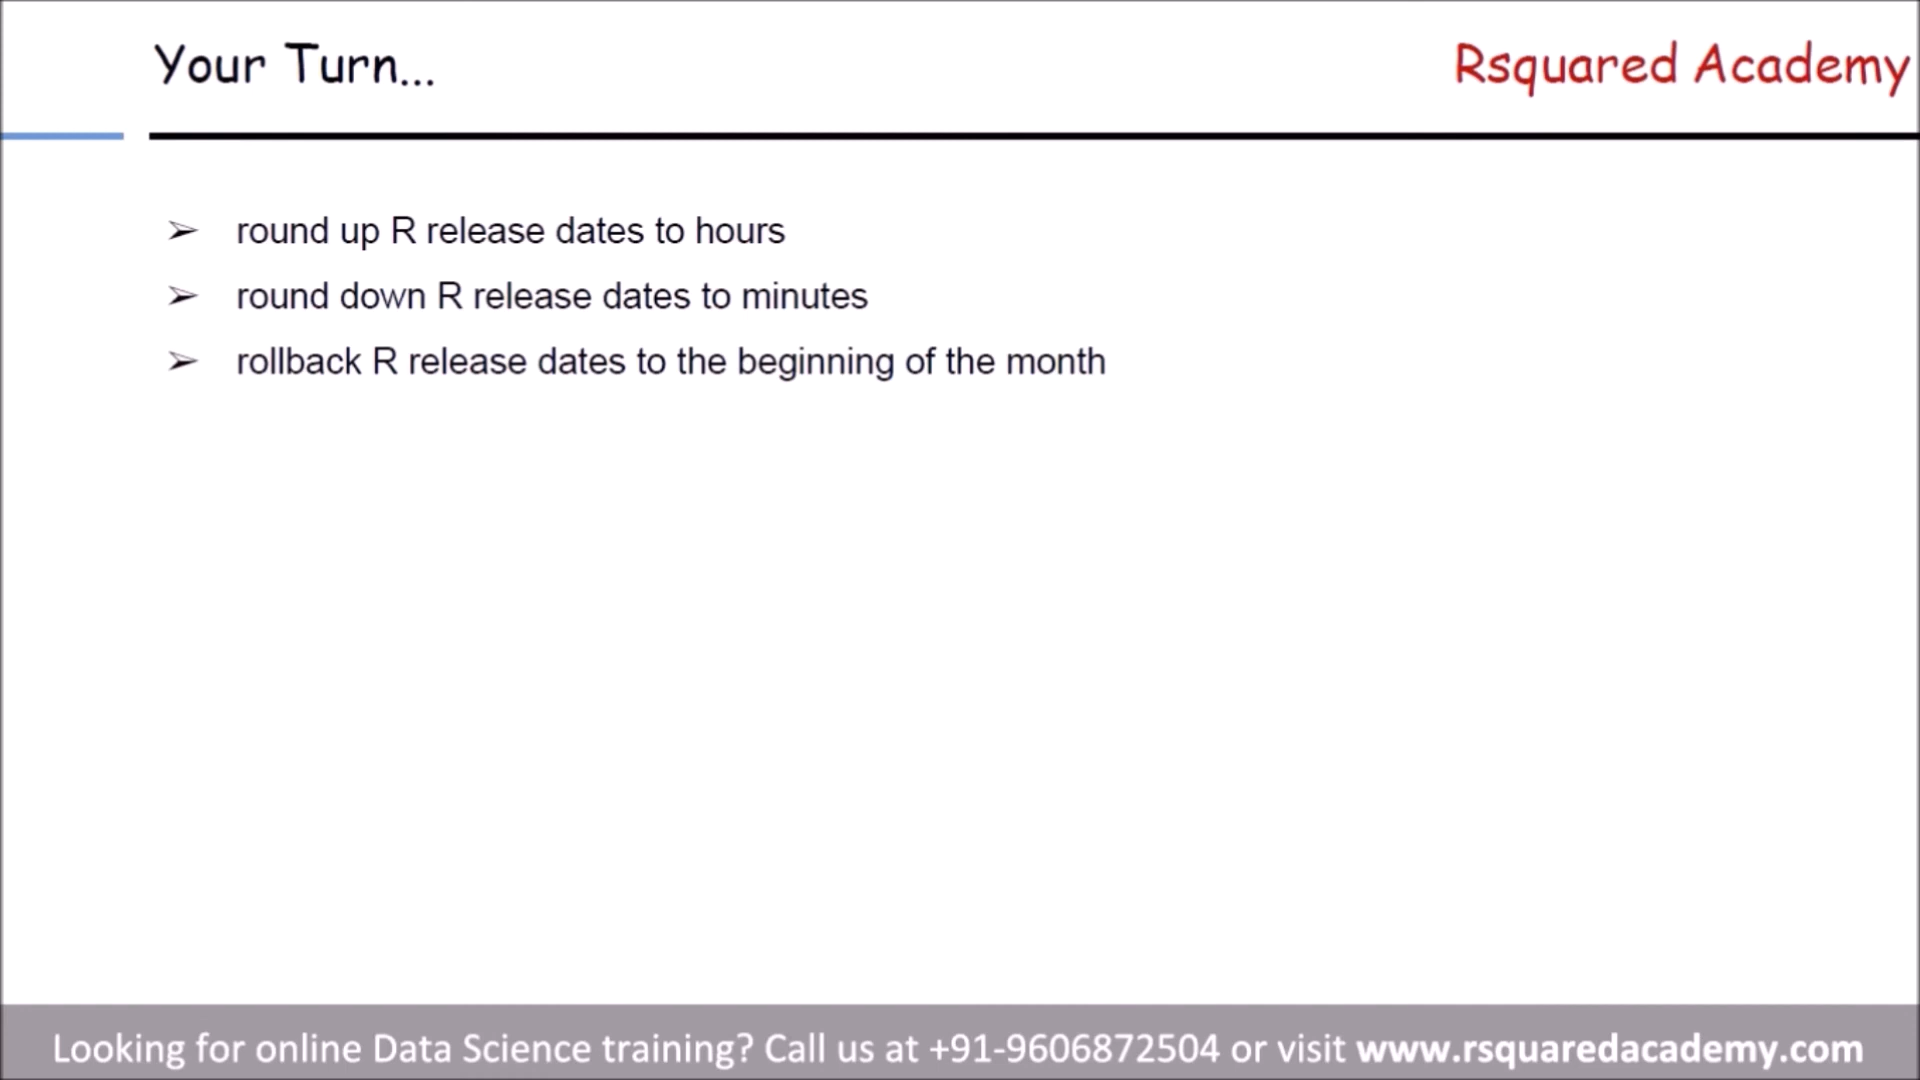 Your Turn...
Rsquared Academy
➢ round up R release dates to hours
➢ round down R release dates to minutes
➢ rollback R release dates to the beginning of the month
Looking for online Data Science training? Call us at +91-9606872504 or visit www.rsquaredacademy.com